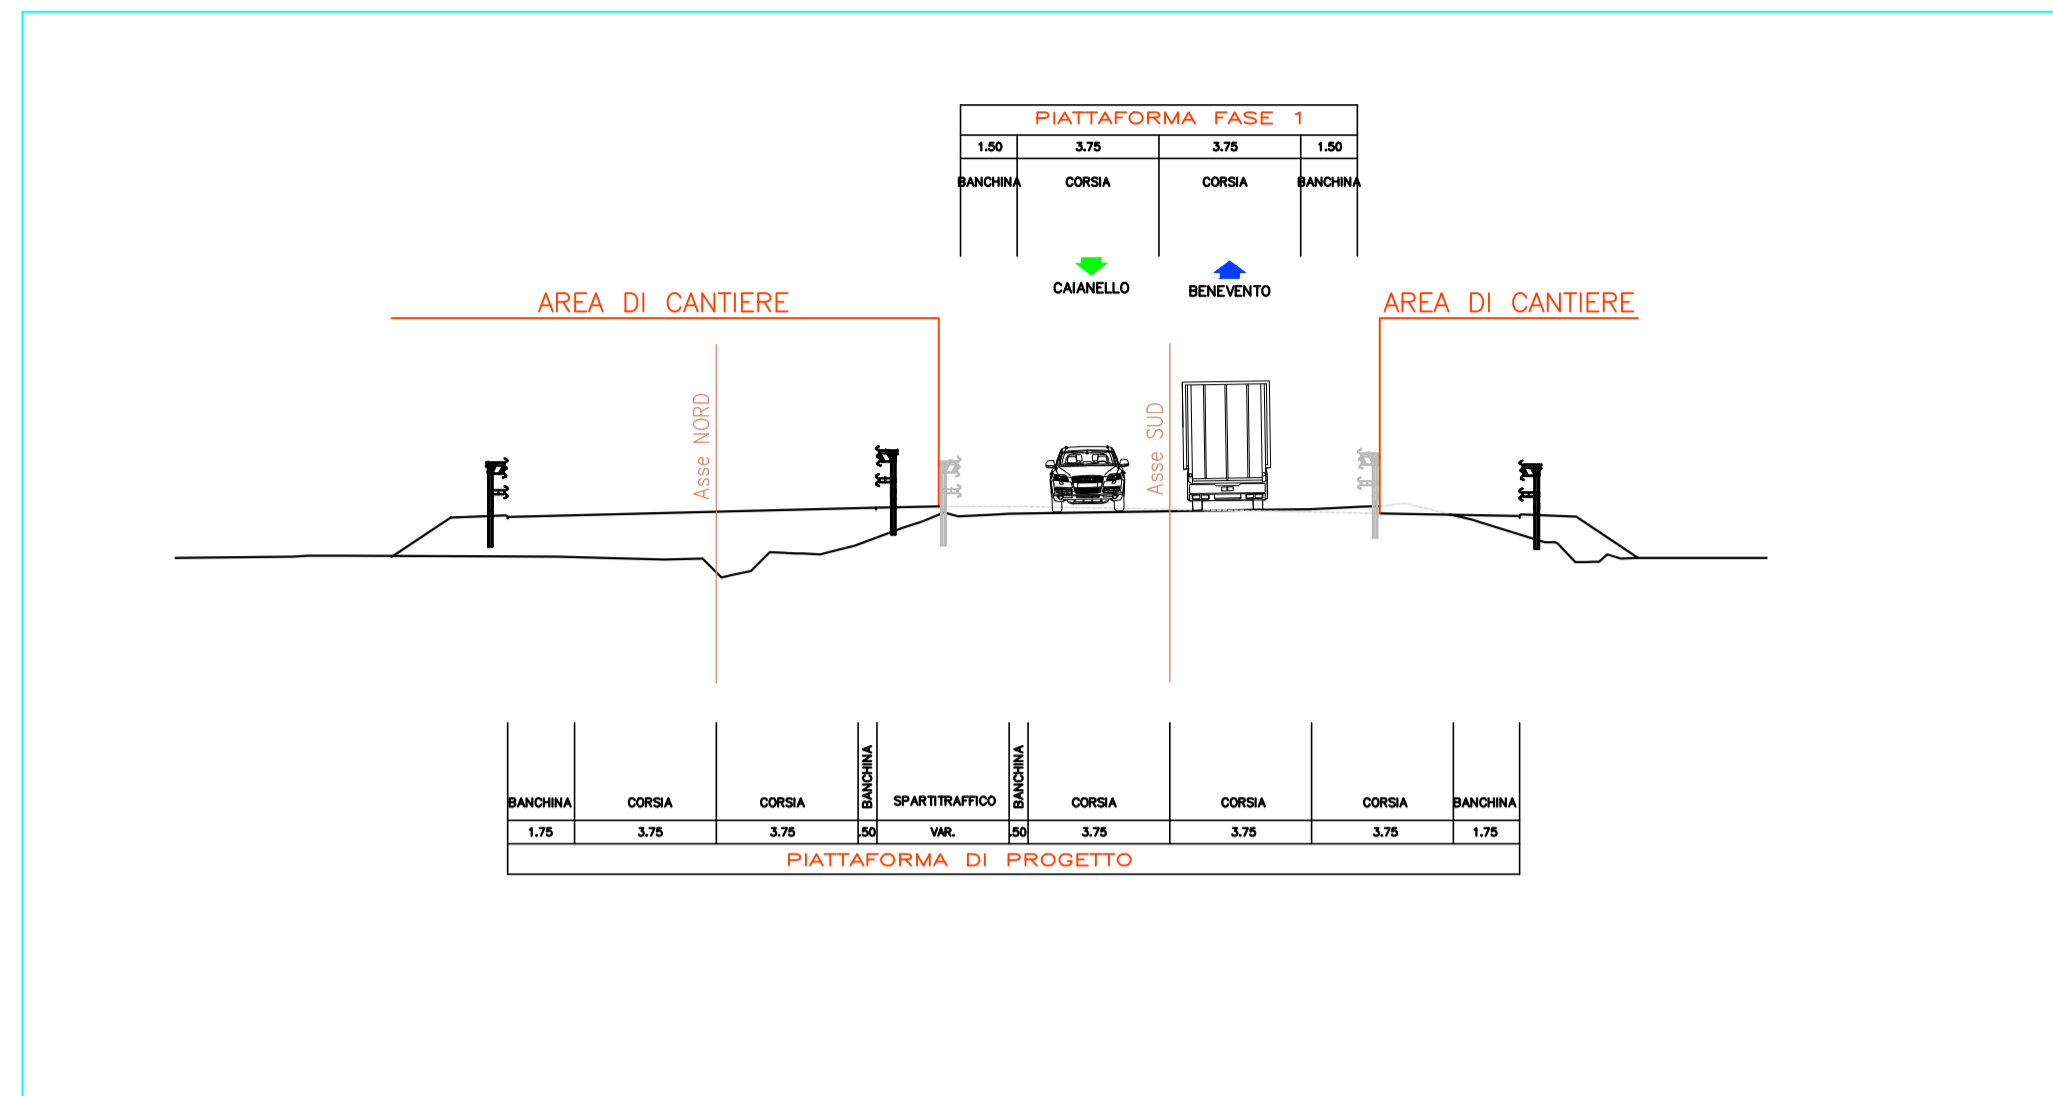 PIATTAFORMA FASE 1
1.50 3.75 3.75 1.50
BANCHINA CORSIA CORSIA BANCHINA
CAIANELLO BENEVENTO
AREA DI CANTIERE AREA DI CANTIERE
Asse NORD
Asse SUD
BANCHINA CORSIA CORSIA BANCHINA SPARTITRAFFICO BANCHINA CORSIA CORSIA CORSIA BANCHINA
1.75 3.75 3.75 .50 VAR. .50 3.75 3.75 3.75 1.75
PIATTAFORMA DI PROGETTO